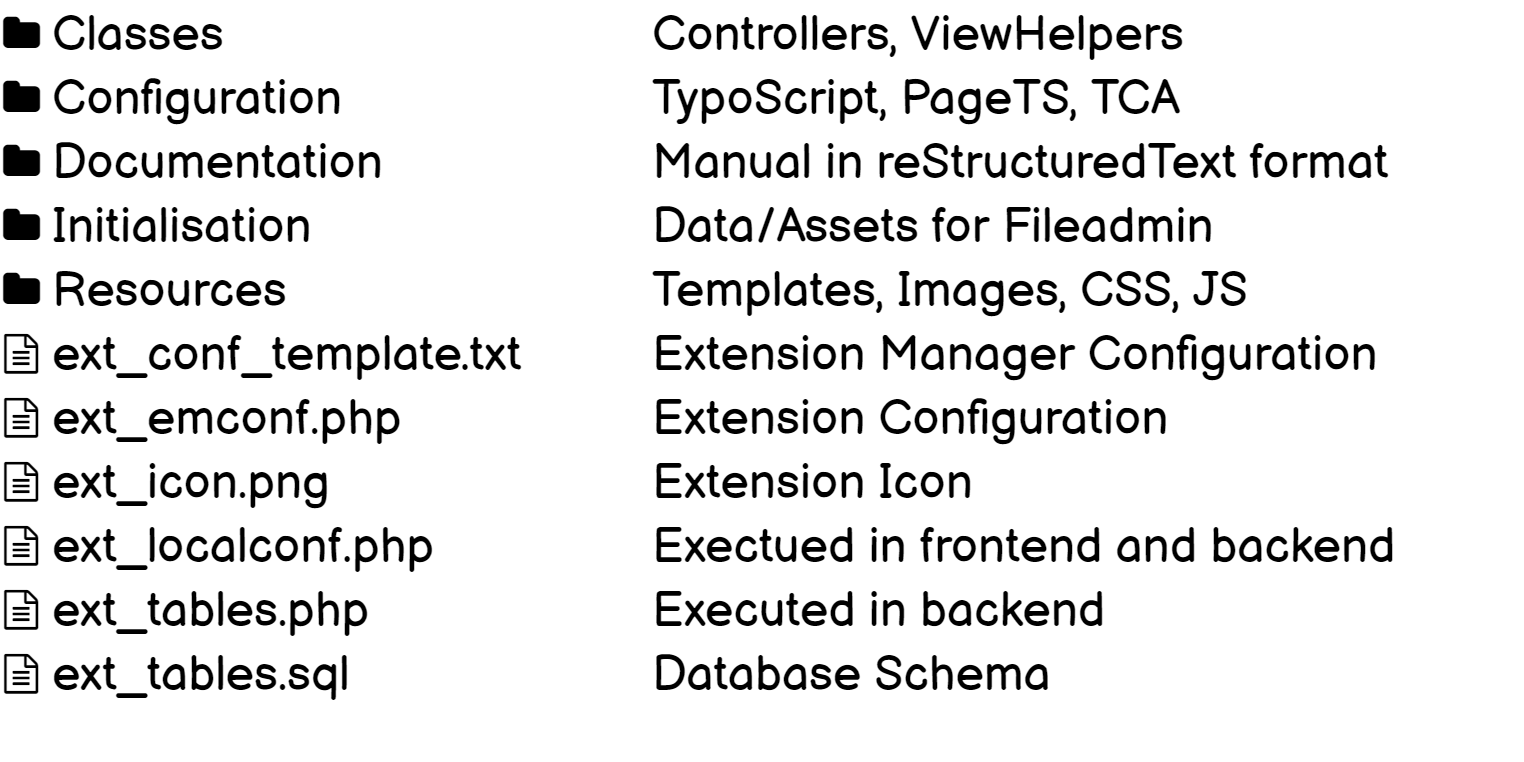 Classes Controllers, ViewHelpers
Configuration TypoScript, PageTS, TCA
Documentation Manual in reStructuredText format
Initialisation Data/Assets for Fileadmin
Resources Templates, Images, CSS, JS
ext_conf_template.txt Extension Manager Configuration
ext_emconf.php Extension Configuration
ext_icon.png Extension Icon
ext_localconf.php Exectued in frontend and backend
ext_tables.php Executed in backend
ext_tables.sql Database Schema